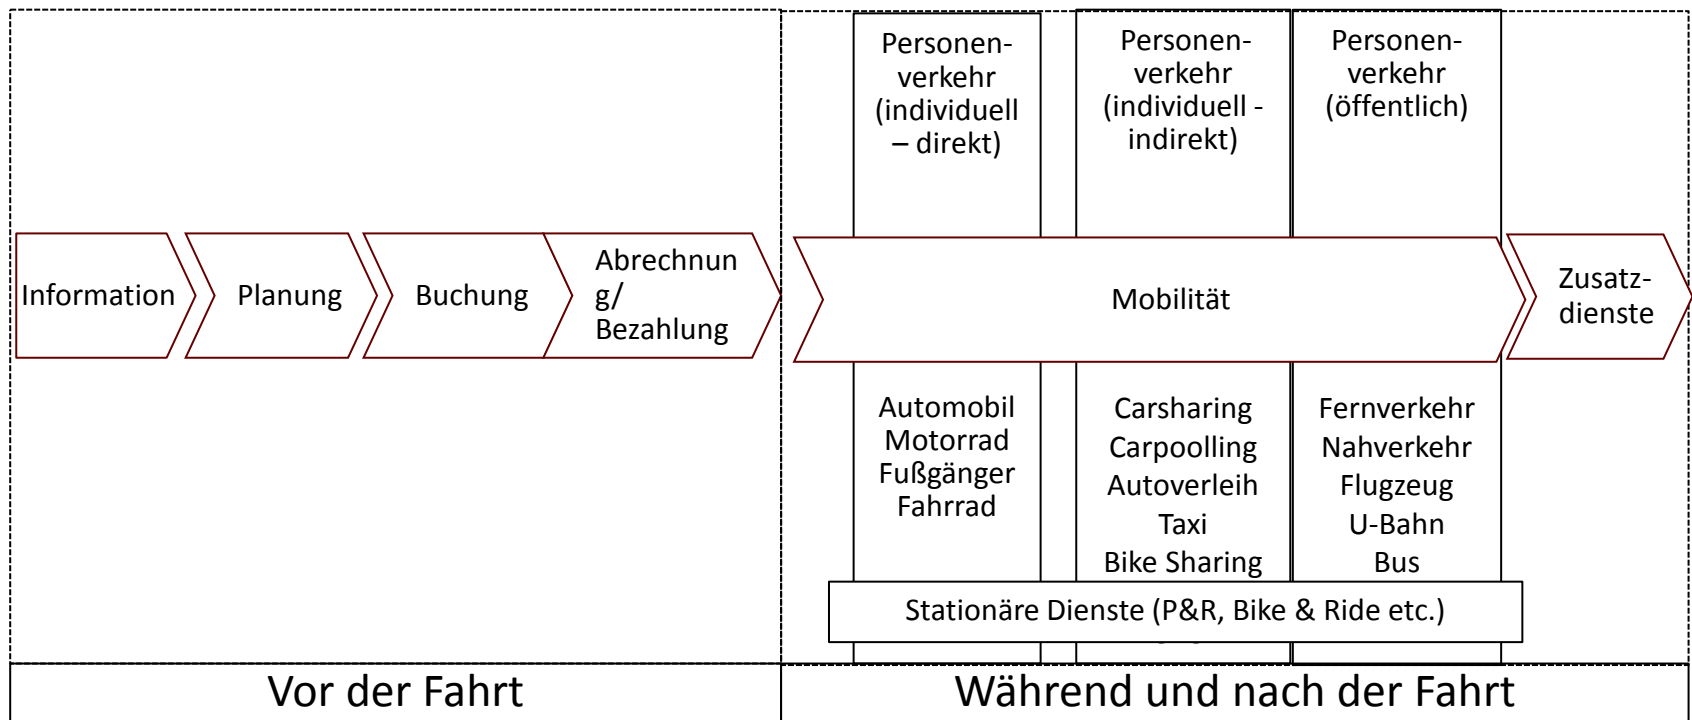 Personen-
verkehr
(individuell
– direkt)
Personen-
verkehr
(individuell -
indirekt)
Personen-
verkehr
(öffentlich)
Information
Planung
Buchung
Abrechnun
g/
Bezahlung
Mobilität
Zusatz-
dienste
Automobil
Motorrad
Fußgänger
Fahrrad
Carsharing
Carpoolling
Autoverleih
Taxi
Bike Sharing
Fernverkehr
Nahverkehr
Flugzeug
U-Bahn
Bus
Stationäre Dienste (P&R, Bike & Ride etc.)
Vor der Fahrt
Während und nach der Fahrt